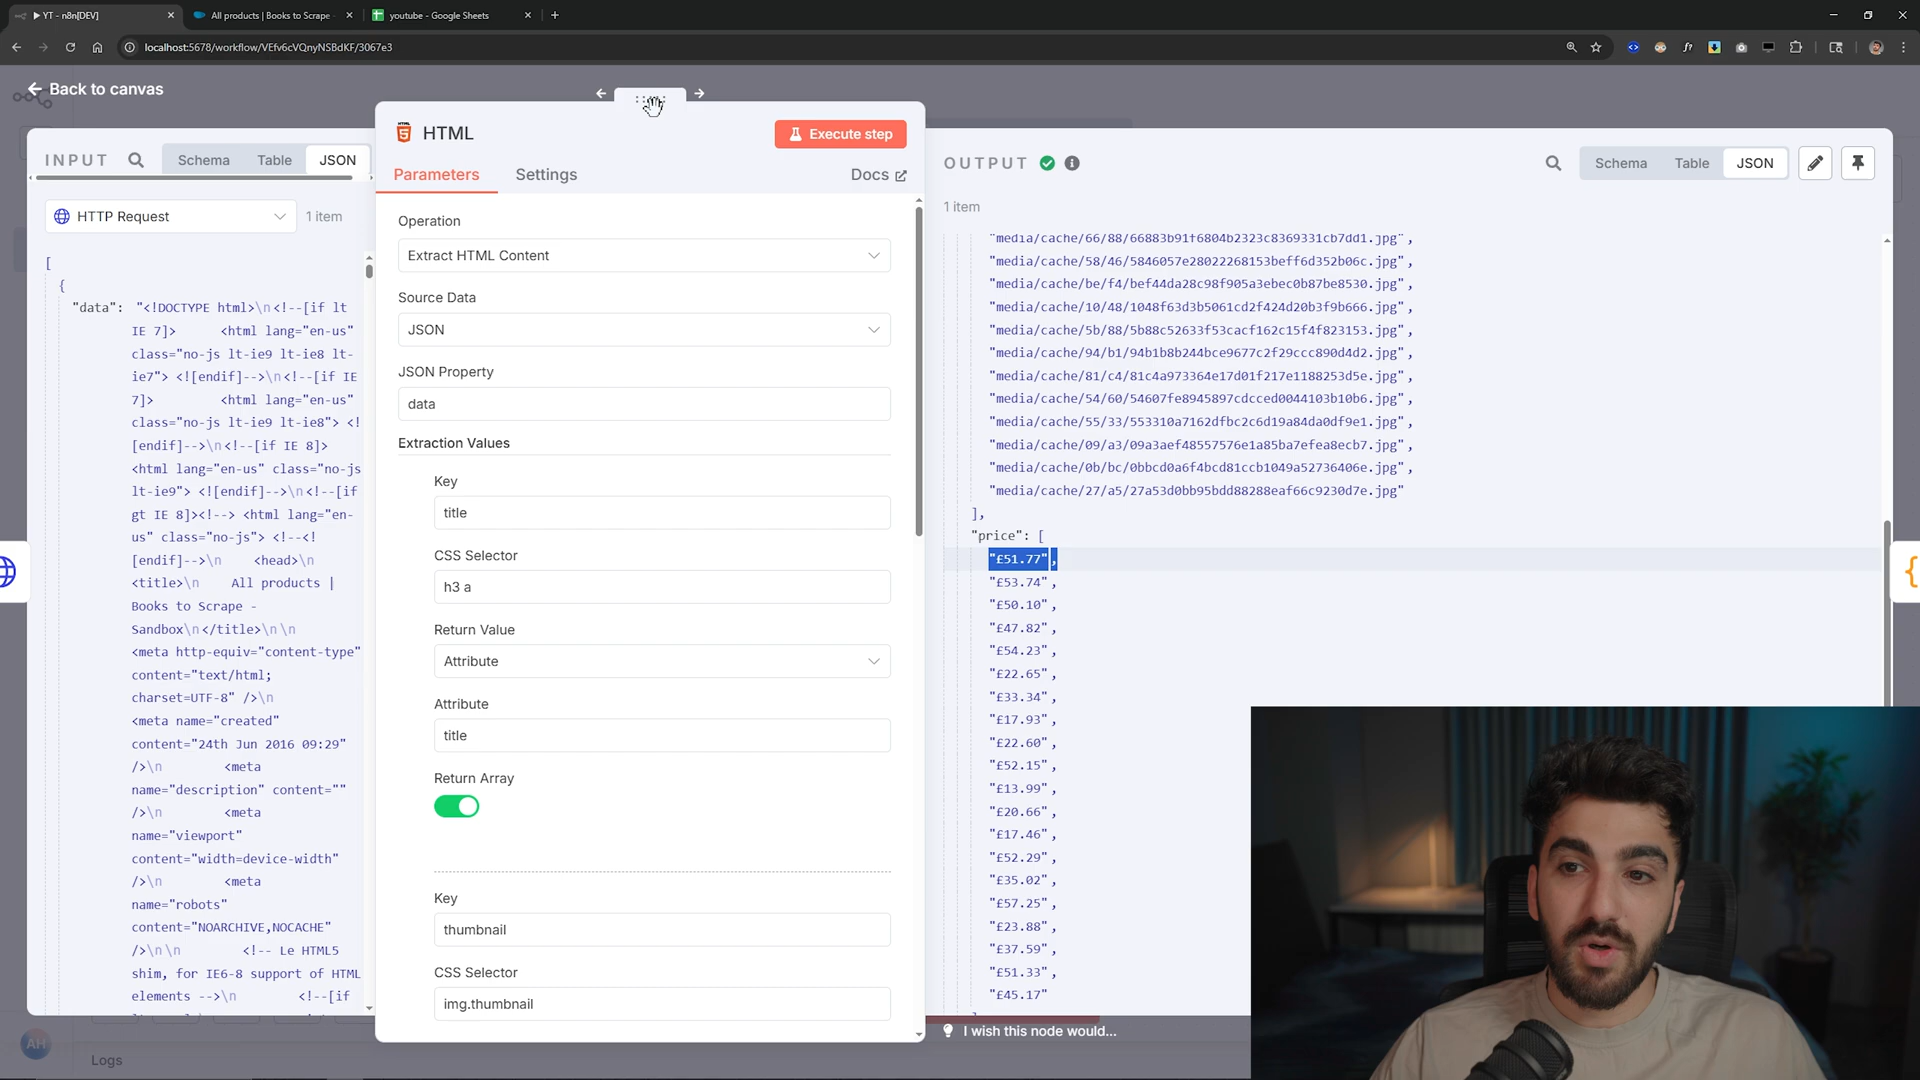 YT - n8n[DEV]
All products | Books to Scrape
youtube - Google Sheets
localhost:5678/workflow/VEfv6cVQnyNSBdKF/3067e3
Back to canvas
INPUT
Schema
Table
JSON
HTTP Request
1 item
[
{
"data": "<!DOCTYPE html>\n<!--[if lt
IE 7]> <html lang="en-us"
class="no-js lt-ie9 lt-ie8 lt-
ie7"> <![endif]-->\n<!--[if IE
7]> <html lang="en-us"
class="no-js lt-ie9 lt-ie8"> <!
[endif]-->\n<!--[if IE 8]>
<html lang="en-us" class="no-js
lt-ie9"> <![endif]-->\n<!--[if
gt IE 8]><!--> <html lang="en-
us" class="no-js"> <!--<!
[endif]-->\n <head>\n
<title>\n All products |
Books to Scrape -
Sandbox\n</title>\n\n
<meta http-equiv="content-type"
content="text/html;
charset=UTF-8" />\n
<meta name="created"
content="24th Jun 2016 09:29"
/>\n <meta
name="description" content=""
/>\n <meta
name="viewport"
content="width=device-width"
/>\n <meta
name="robots"
content="NOARCHIVE,NOCACHE"
/>\n\n <!-- Le HTML5
shim, for IE6-8 support of HTML
elements -->\n <!--[if
HTML
Execute step
Parameters
Settings
Docs
Operation
Extract HTML Content
Source Data
JSON
JSON Property
data
Extraction Values
Key
title
CSS Selector
h3 a
Return Value
Attribute
Attribute
title
Return Array
Key
thumbnail
CSS Selector
img.thumbnail
OUTPUT
Schema
Table
JSON
1 item
"media/cache/66/88/66883b91f6804b2323c8369331cb7dd1.jpg",
"media/cache/58/46/5846057e28022268153beff6d352b06c.jpg",
"media/cache/be/f4/bef44da28c98f905a3ebec0b87be8530.jpg",
"media/cache/10/48/1048f63d3b5061cd2f424d20b3f9b666.jpg",
"media/cache/5b/88/5b88c52633f53cacf162c15f4f823153.jpg",
"media/cache/94/b1/94b1b8b244bce9677c2f29ccc890d4d2.jpg",
"media/cache/81/c4/81c4a973364e17d01f217e1188253d5e.jpg",
"media/cache/54/60/54607fe8945897cdcced0044103b10b6.jpg",
"media/cache/55/33/553310a7162dfbc2c6d19a84da0df9e1.jpg",
"media/cache/09/a3/09a3aef48557576e1a85ba7efea8ecb7.jpg",
"media/cache/0b/bc/0bbcd0a6f4bcd81ccb1049a52736406e.jpg",
"media/cache/27/a5/27a53d0bb95bdd88288eaf66c9230d7e.jpg"
],
"price": [
"£51.77",
"£53.74",
"£50.10",
"£47.82",
"£54.23",
"£22.65",
"£33.34",
"£17.93",
"£22.60",
"£52.15",
"£13.99",
"£20.66",
"£17.46",
"£52.29",
"£35.02",
"£57.25",
"£23.88",
"£37.59",
"£51.33",
"£45.17"
I wish this node would...
AH
Logs